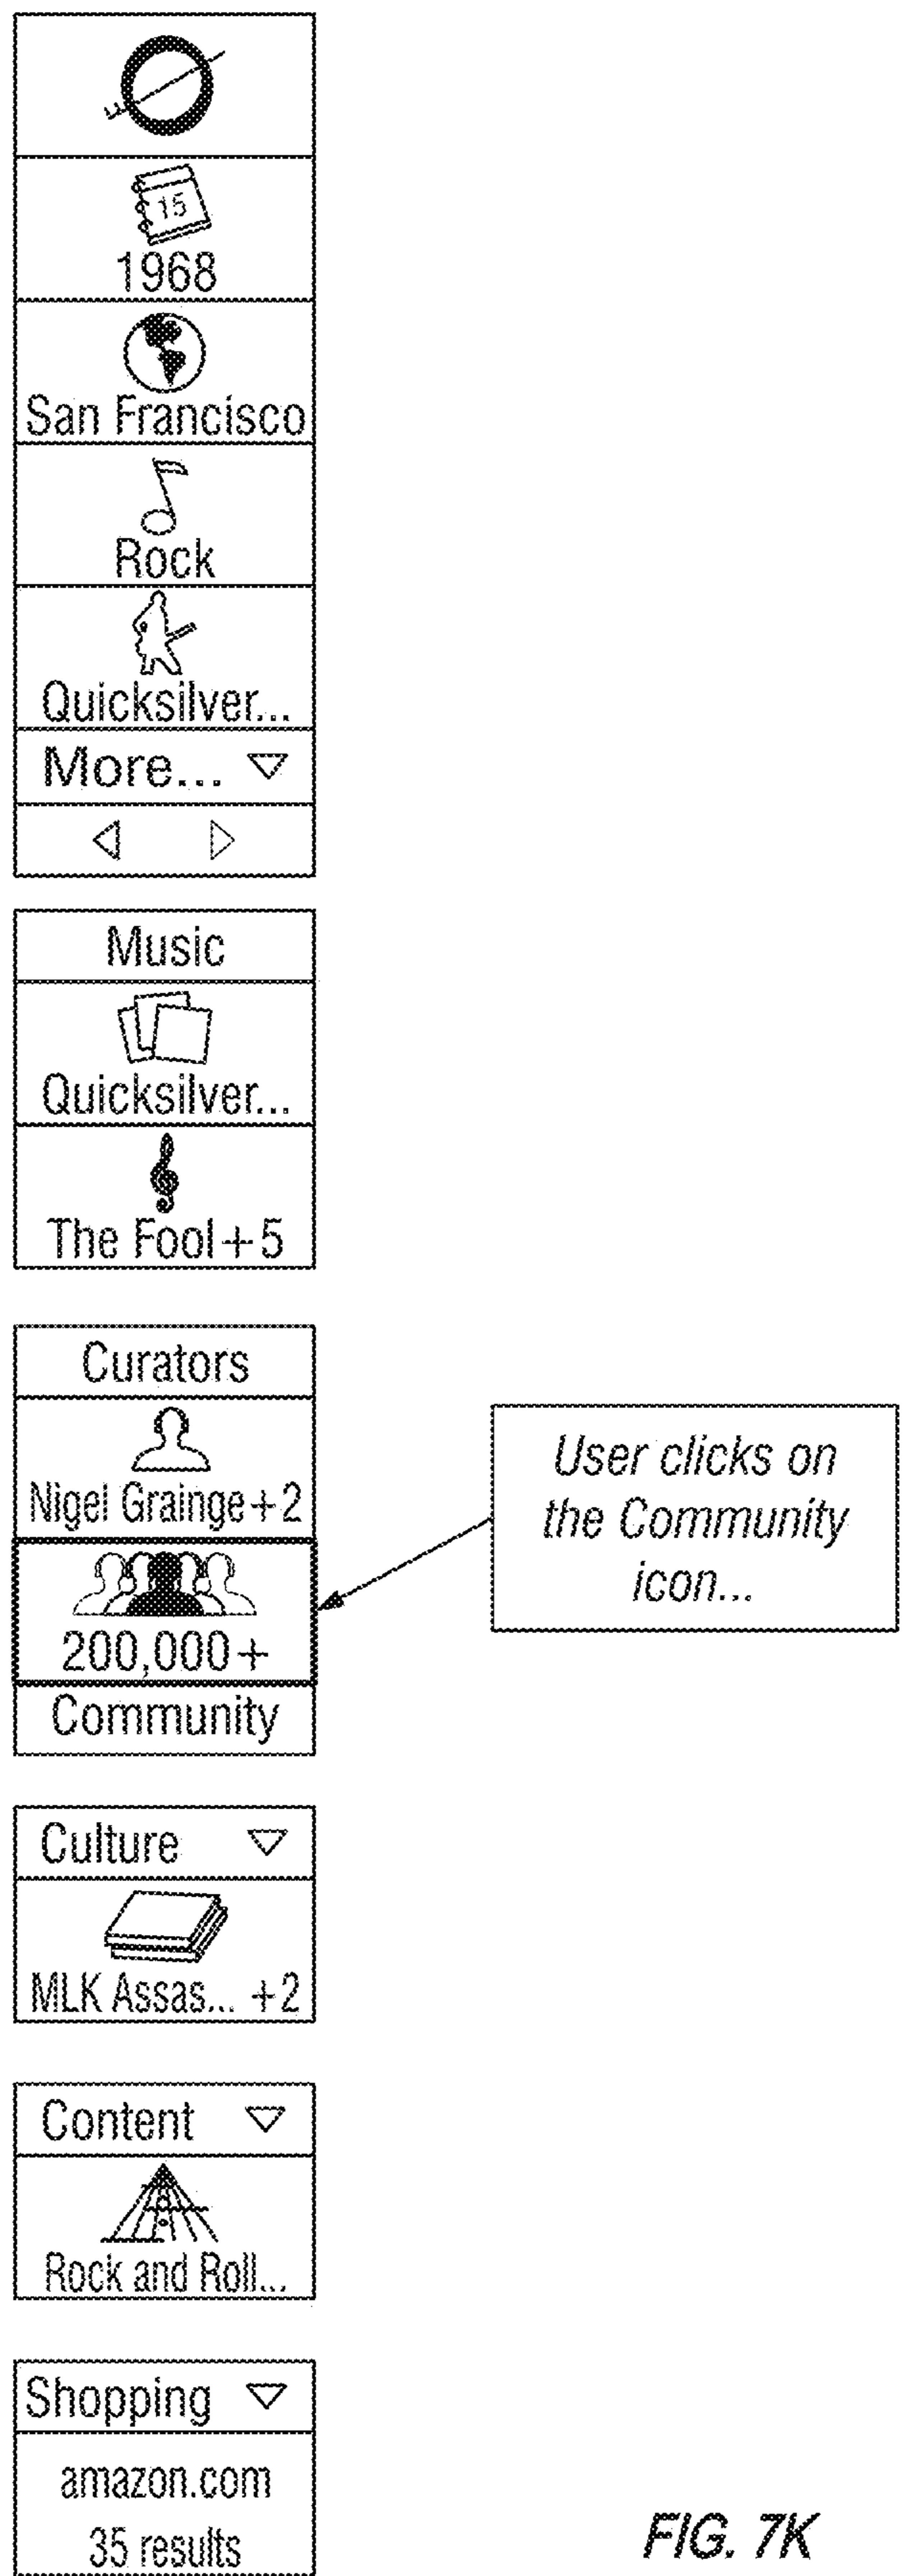 15
1968
San Francisco
Rock
Quicksilver...
More...
Music
Quicksilver...
The Fool+5
Curators
Nigel Grainge+2
200,000+
Community
User clicks on
the Community
icon...
Culture
MLK Assas... +2
Content
Rock and Roll...
Shopping
amazon.com
35 results
FIG. 7K